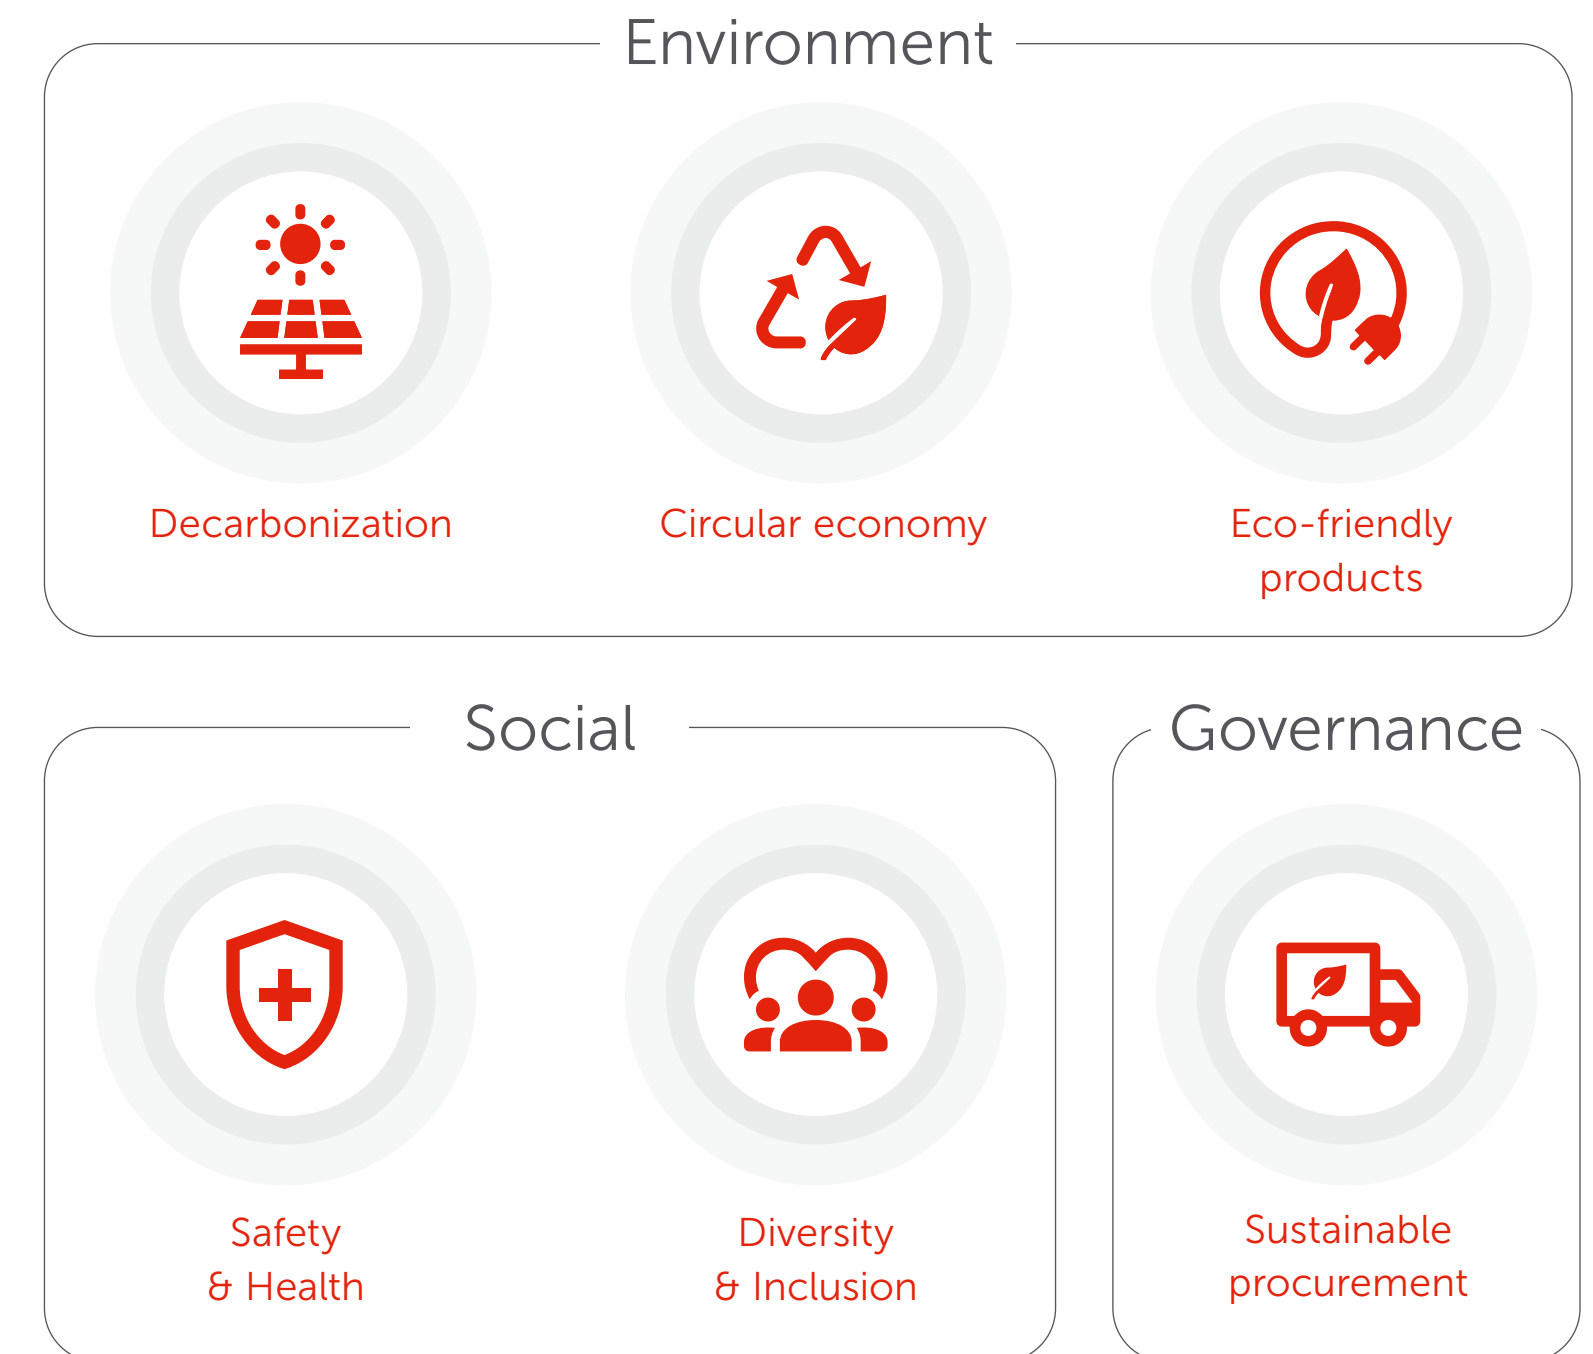 Environment
Decarbonization
Circular economy
Eco-friendly
products
Social
Safety
& Health
Diversity
& Inclusion
Governance
Sustainable
procurement